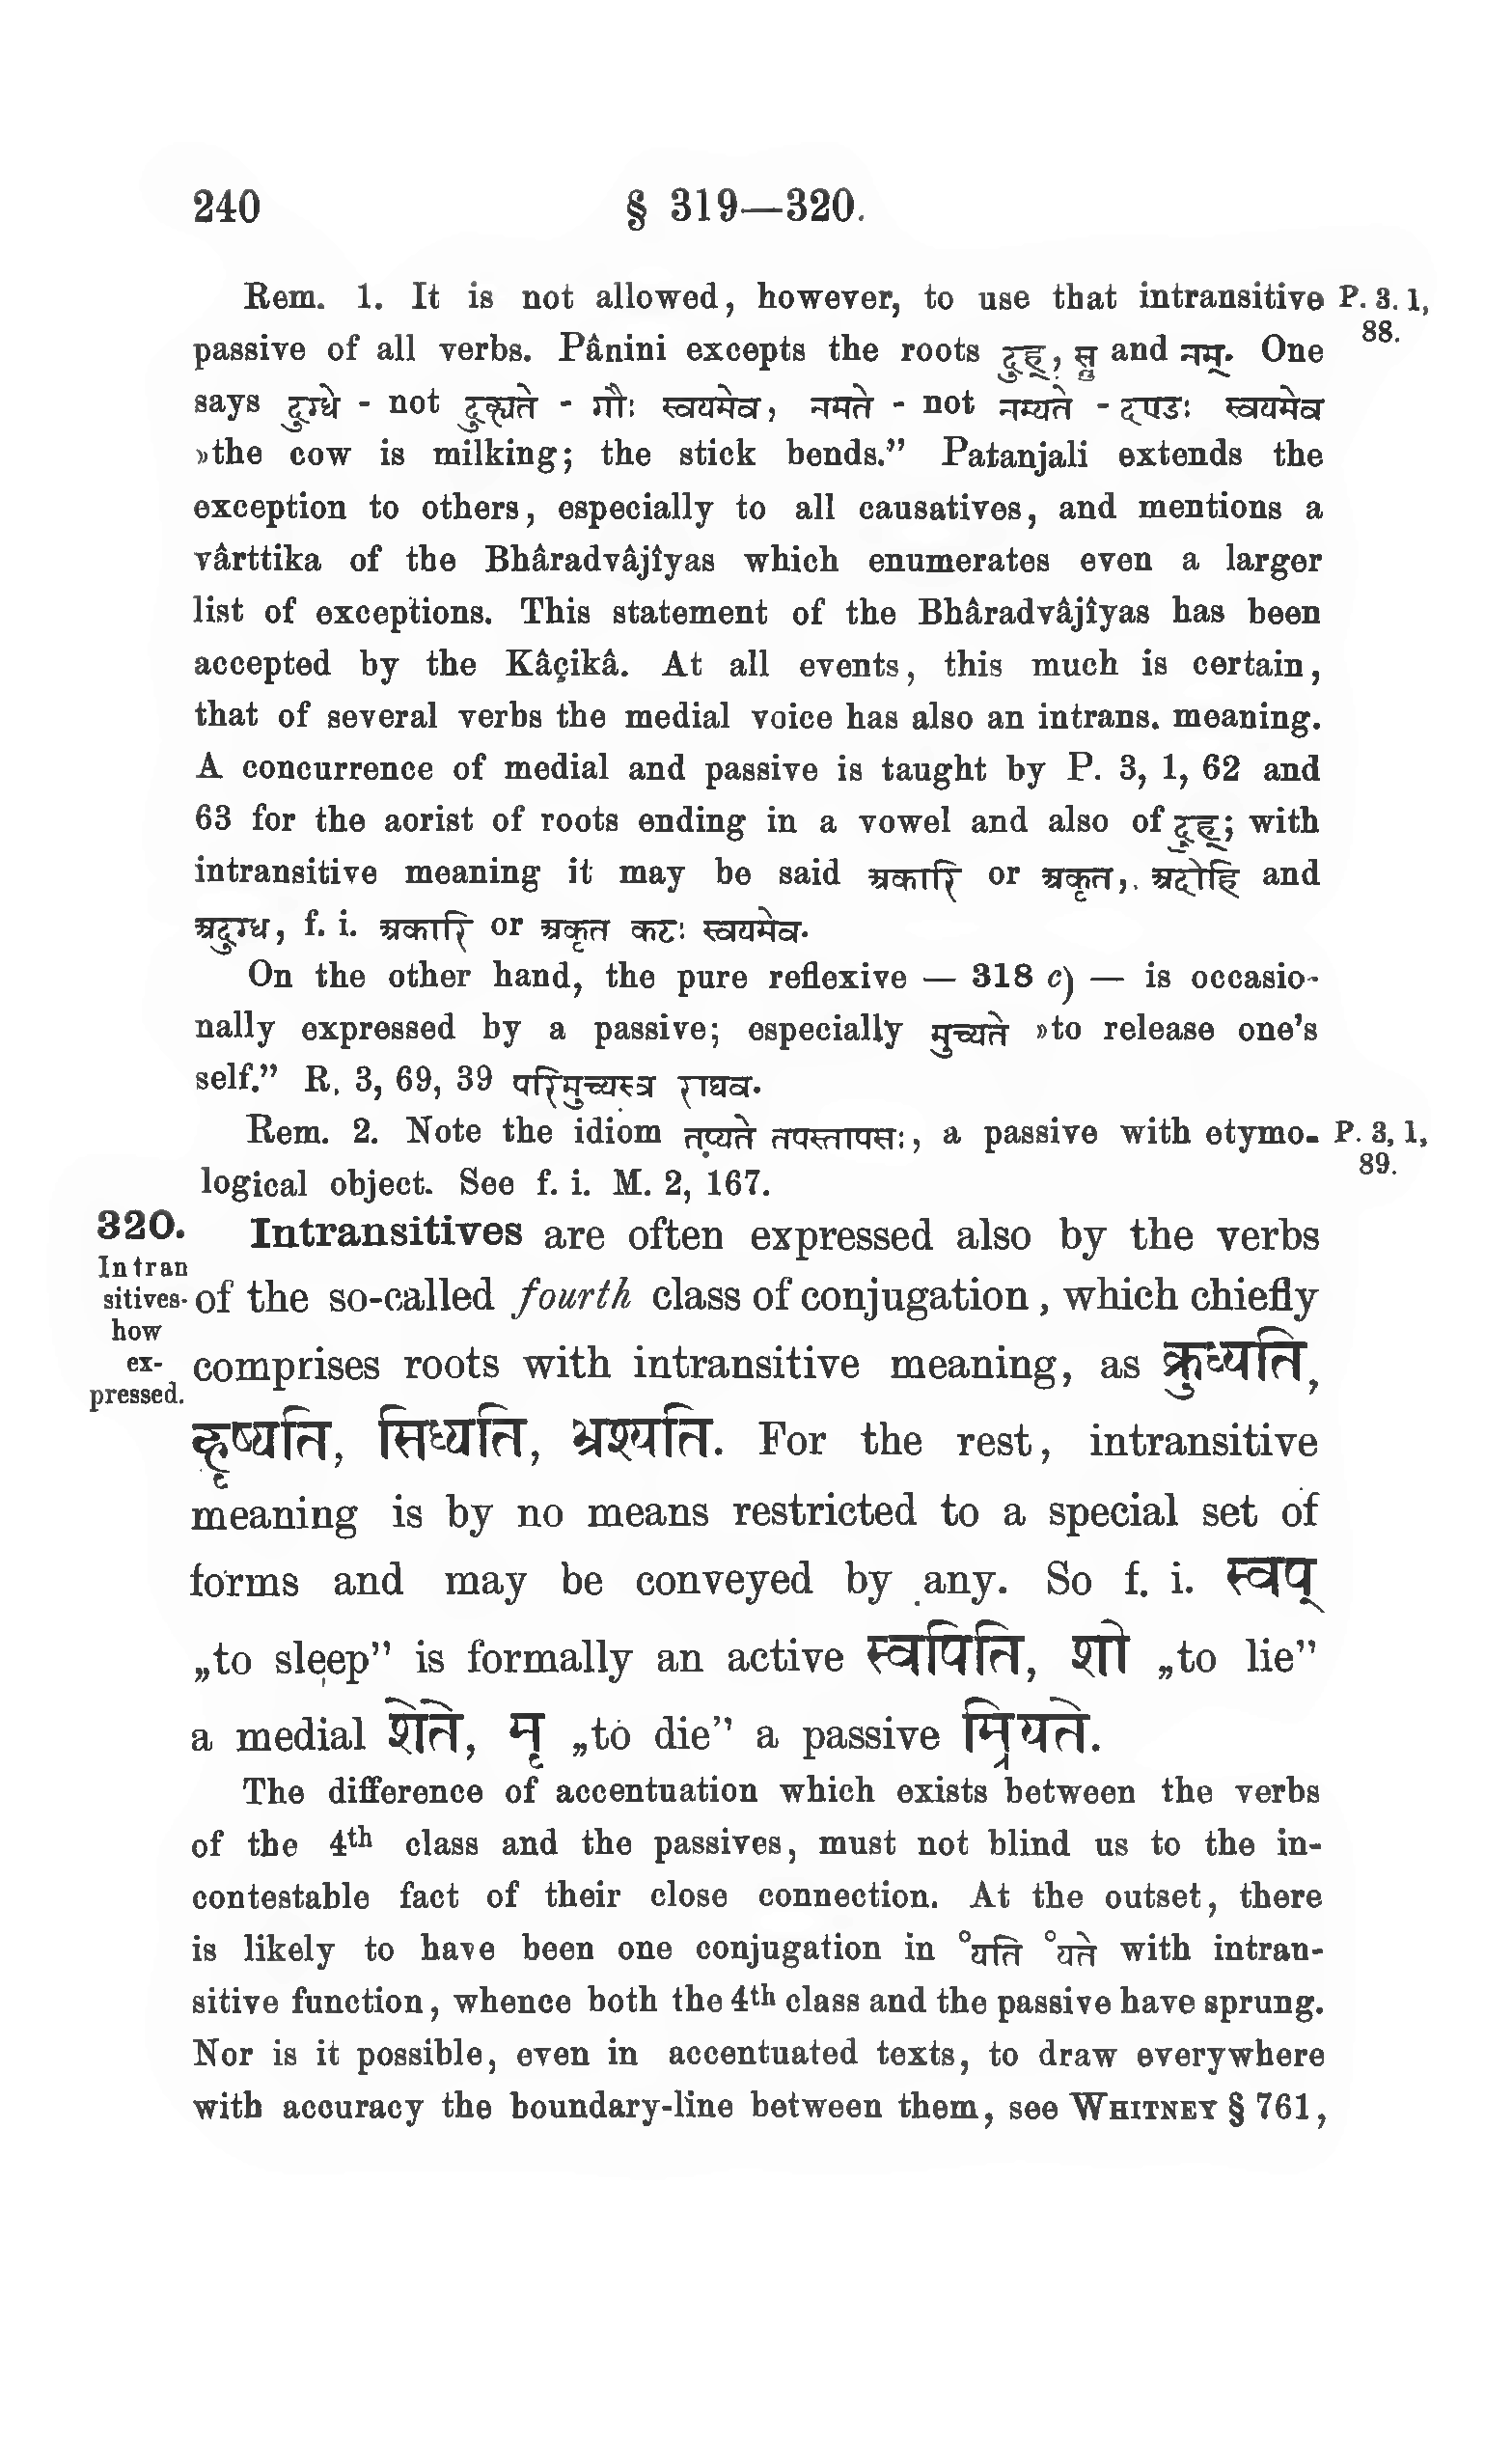 240 § 319—320.
Rem. 1. It is not allowed, however, to use that intransitive P. 3. 1,
88.
passive of all verbs. Pânini excepts the roots दुह्, स्नु and नम्. One
says दुग्धे - not दुह्यते - गौः स्वयमेव, नमते - not नम्यते - दण्डः स्वयमेव
»the cow is milking; the stick bends.” Patanjali extends the
exception to others, especially to all causatives, and mentions a
vârttika of the Bhâradvâjîyas which enumerates even a larger
list of exceptions. This statement of the Bhâradvâjîyas has been
accepted by the Kâçikâ. At all events, this much is certain,
that of several verbs the medial voice has also an intrans. meaning.
A concurrence of medial and passive is taught by P. 3, 1, 62 and
63 for the aorist of roots ending in a vowel and also of दुह्; with
intransitive meaning it may be said अकारि or अकृत, अदोहि and
अदुग्ध, f. i. अकारि or अकृत कटः स्वयमेव.
On the other hand, the pure reflexive — 318 c) — is occasio-
nally expressed by a passive; especially मुच्यते »to release one’s
self.” R. 3, 69, 39 परिमुच्यस्व राघव.
Rem. 2. Note the idiom तप्यते तपस्तापसः, a passive with etymo- P. 3, 1,
89.
logical object. See f. i. M. 2, 167.
320. Intransitives are often expressed also by the verbs
Intran
sitives- of the so-called fourth class of conjugation, which chiefly
how
ex- comprises roots with intransitive meaning, as क्रुध्यति,
pressed.
हृष्यति, सिध्यति, भ्रश्यति. For the rest, intransitive
meaning is by no means restricted to a special set of
forms and may be conveyed by any. So f. i. स्वप्
„to sleep” is formally an active स्वपिति, शी „to lie”
a medial शेते, मृ „to die” a passive म्रियते.
The difference of accentuation which exists between the verbs
of the 4th class and the passives, must not blind us to the in-
contestable fact of their close connection. At the outset, there
is likely to have been one conjugation in °यति °यते with intran-
sitive function, whence both the 4th class and the passive have sprung.
Nor is it possible, even in accentuated texts, to draw everywhere
with accuracy the boundary-line between them, see WHITNEY § 761,